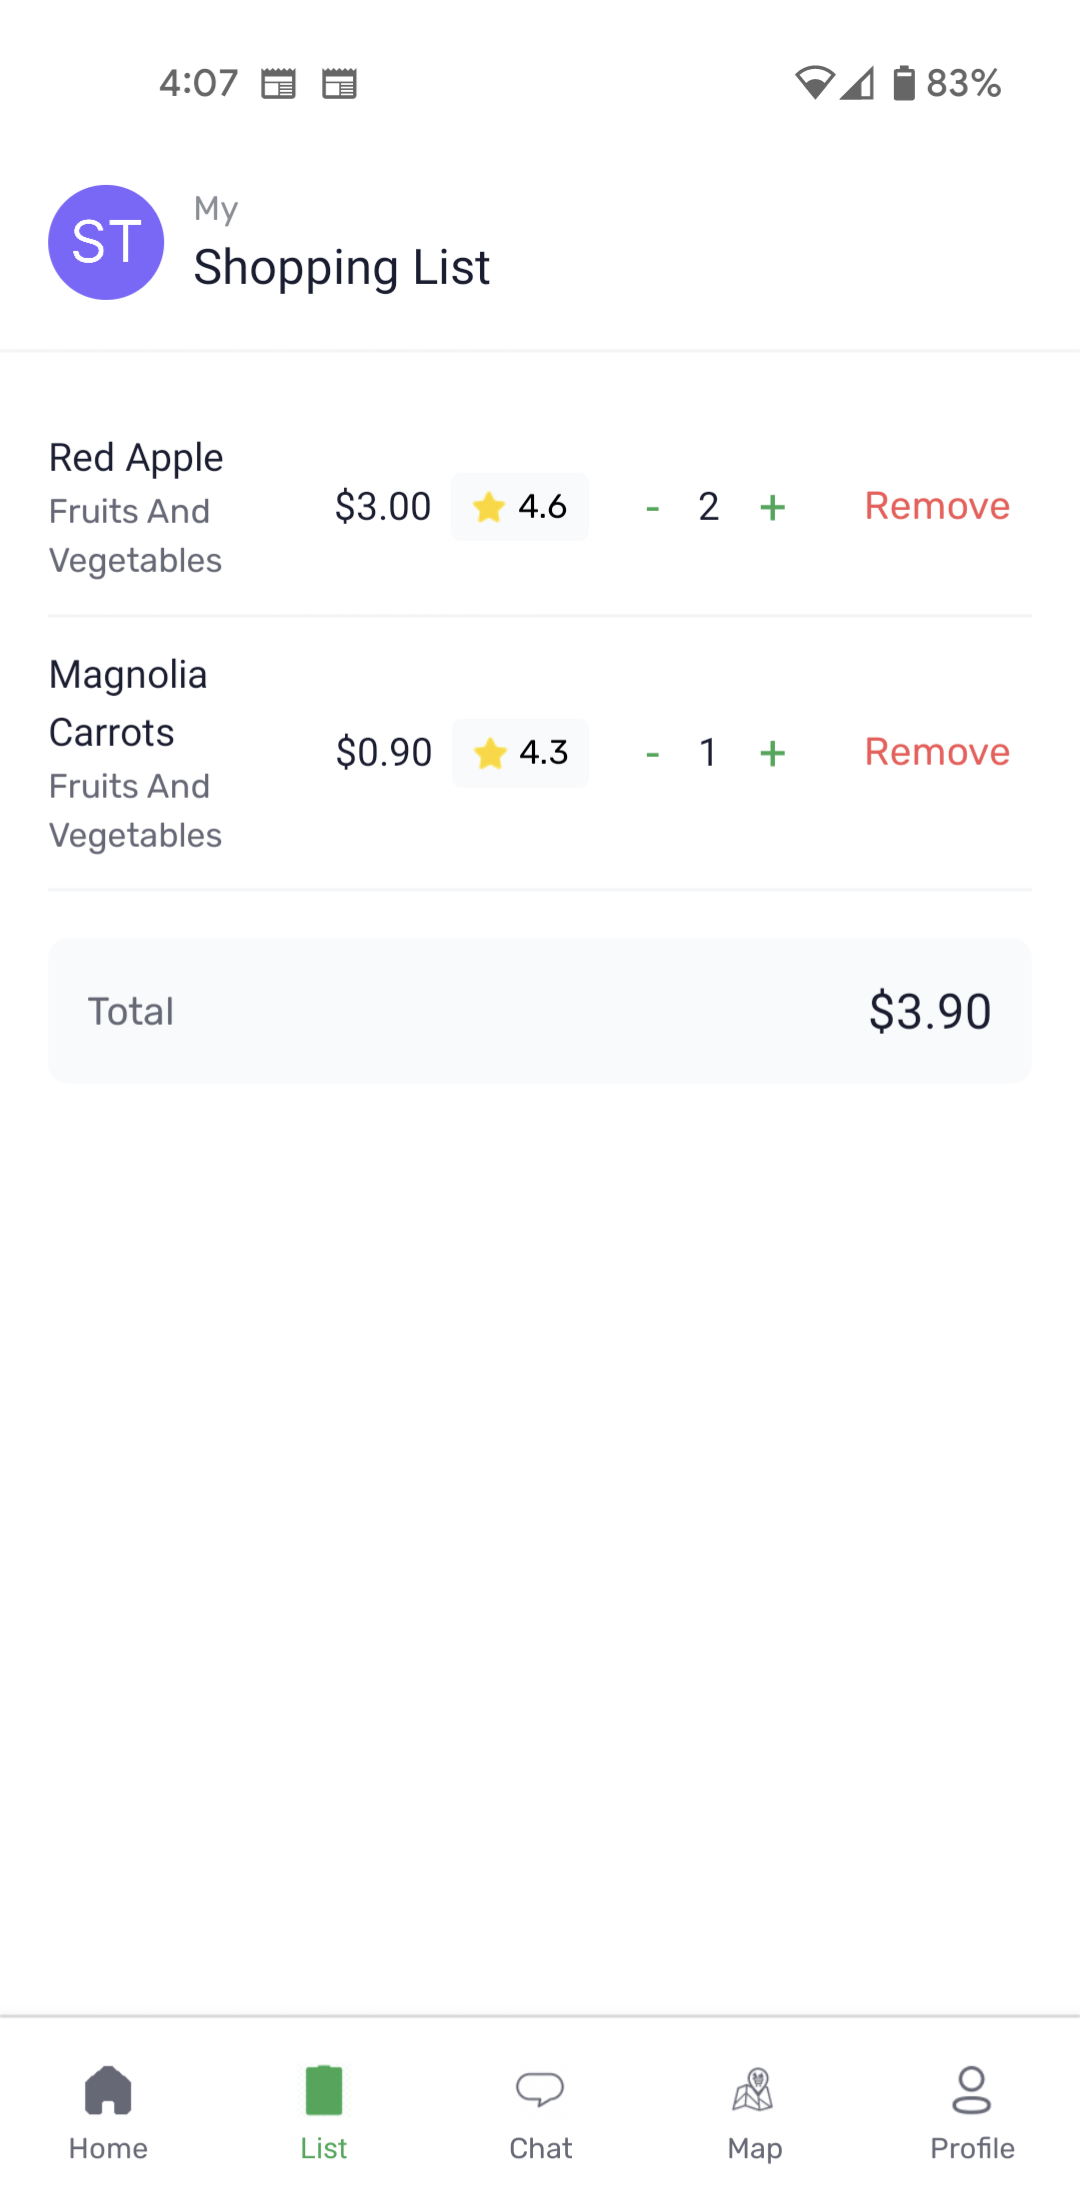 4:07 83%
ST
My
Shopping List
Red Apple
Fruits And
Vegetables
$3.00 4.6 - 2 + Remove
Magnolia
Carrots
Fruits And
Vegetables
$0.90 4.3 - 1 + Remove
Total $3.90
Home List Chat Map Profile